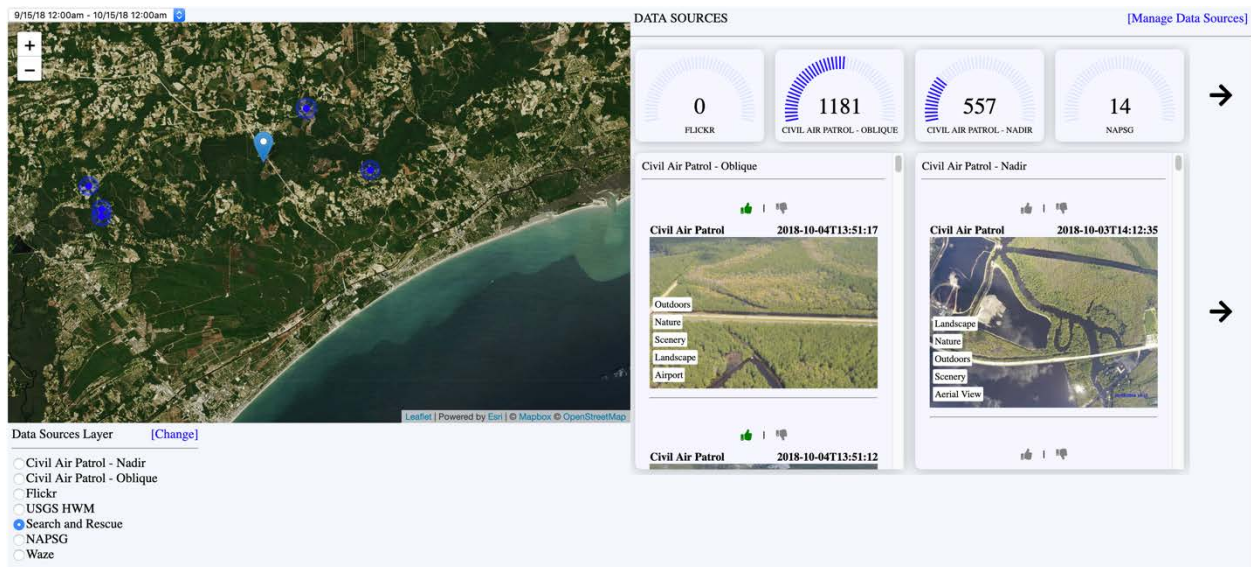 9/15/18 12:00am - 10/15/18 12:00am
+
−
Leaflet | Powered by Esri | © Mapbox © OpenStreetMap
Data Sources Layer [Change]
Civil Air Patrol - Nadir
Civil Air Patrol - Oblique
Flickr
USGS HWM
Search and Rescue
NAPSG
Waze
DATA SOURCES [Manage Data Sources]
0
FLICKR
1181
CIVIL AIR PATROL - OBLIQUE
557
CIVIL AIR PATROL - NADIR
14
NAPSG
Civil Air Patrol - Oblique
|
Civil Air Patrol 2018-10-04T13:51:17
Outdoors
Nature
Scenery
Landscape
Airport
|
Civil Air Patrol 2018-10-04T13:51:12
Civil Air Patrol - Nadir
|
Civil Air Patrol 2018-10-03T14:12:35
Landscape
Nature
Outdoors
Scenery
Aerial View
|